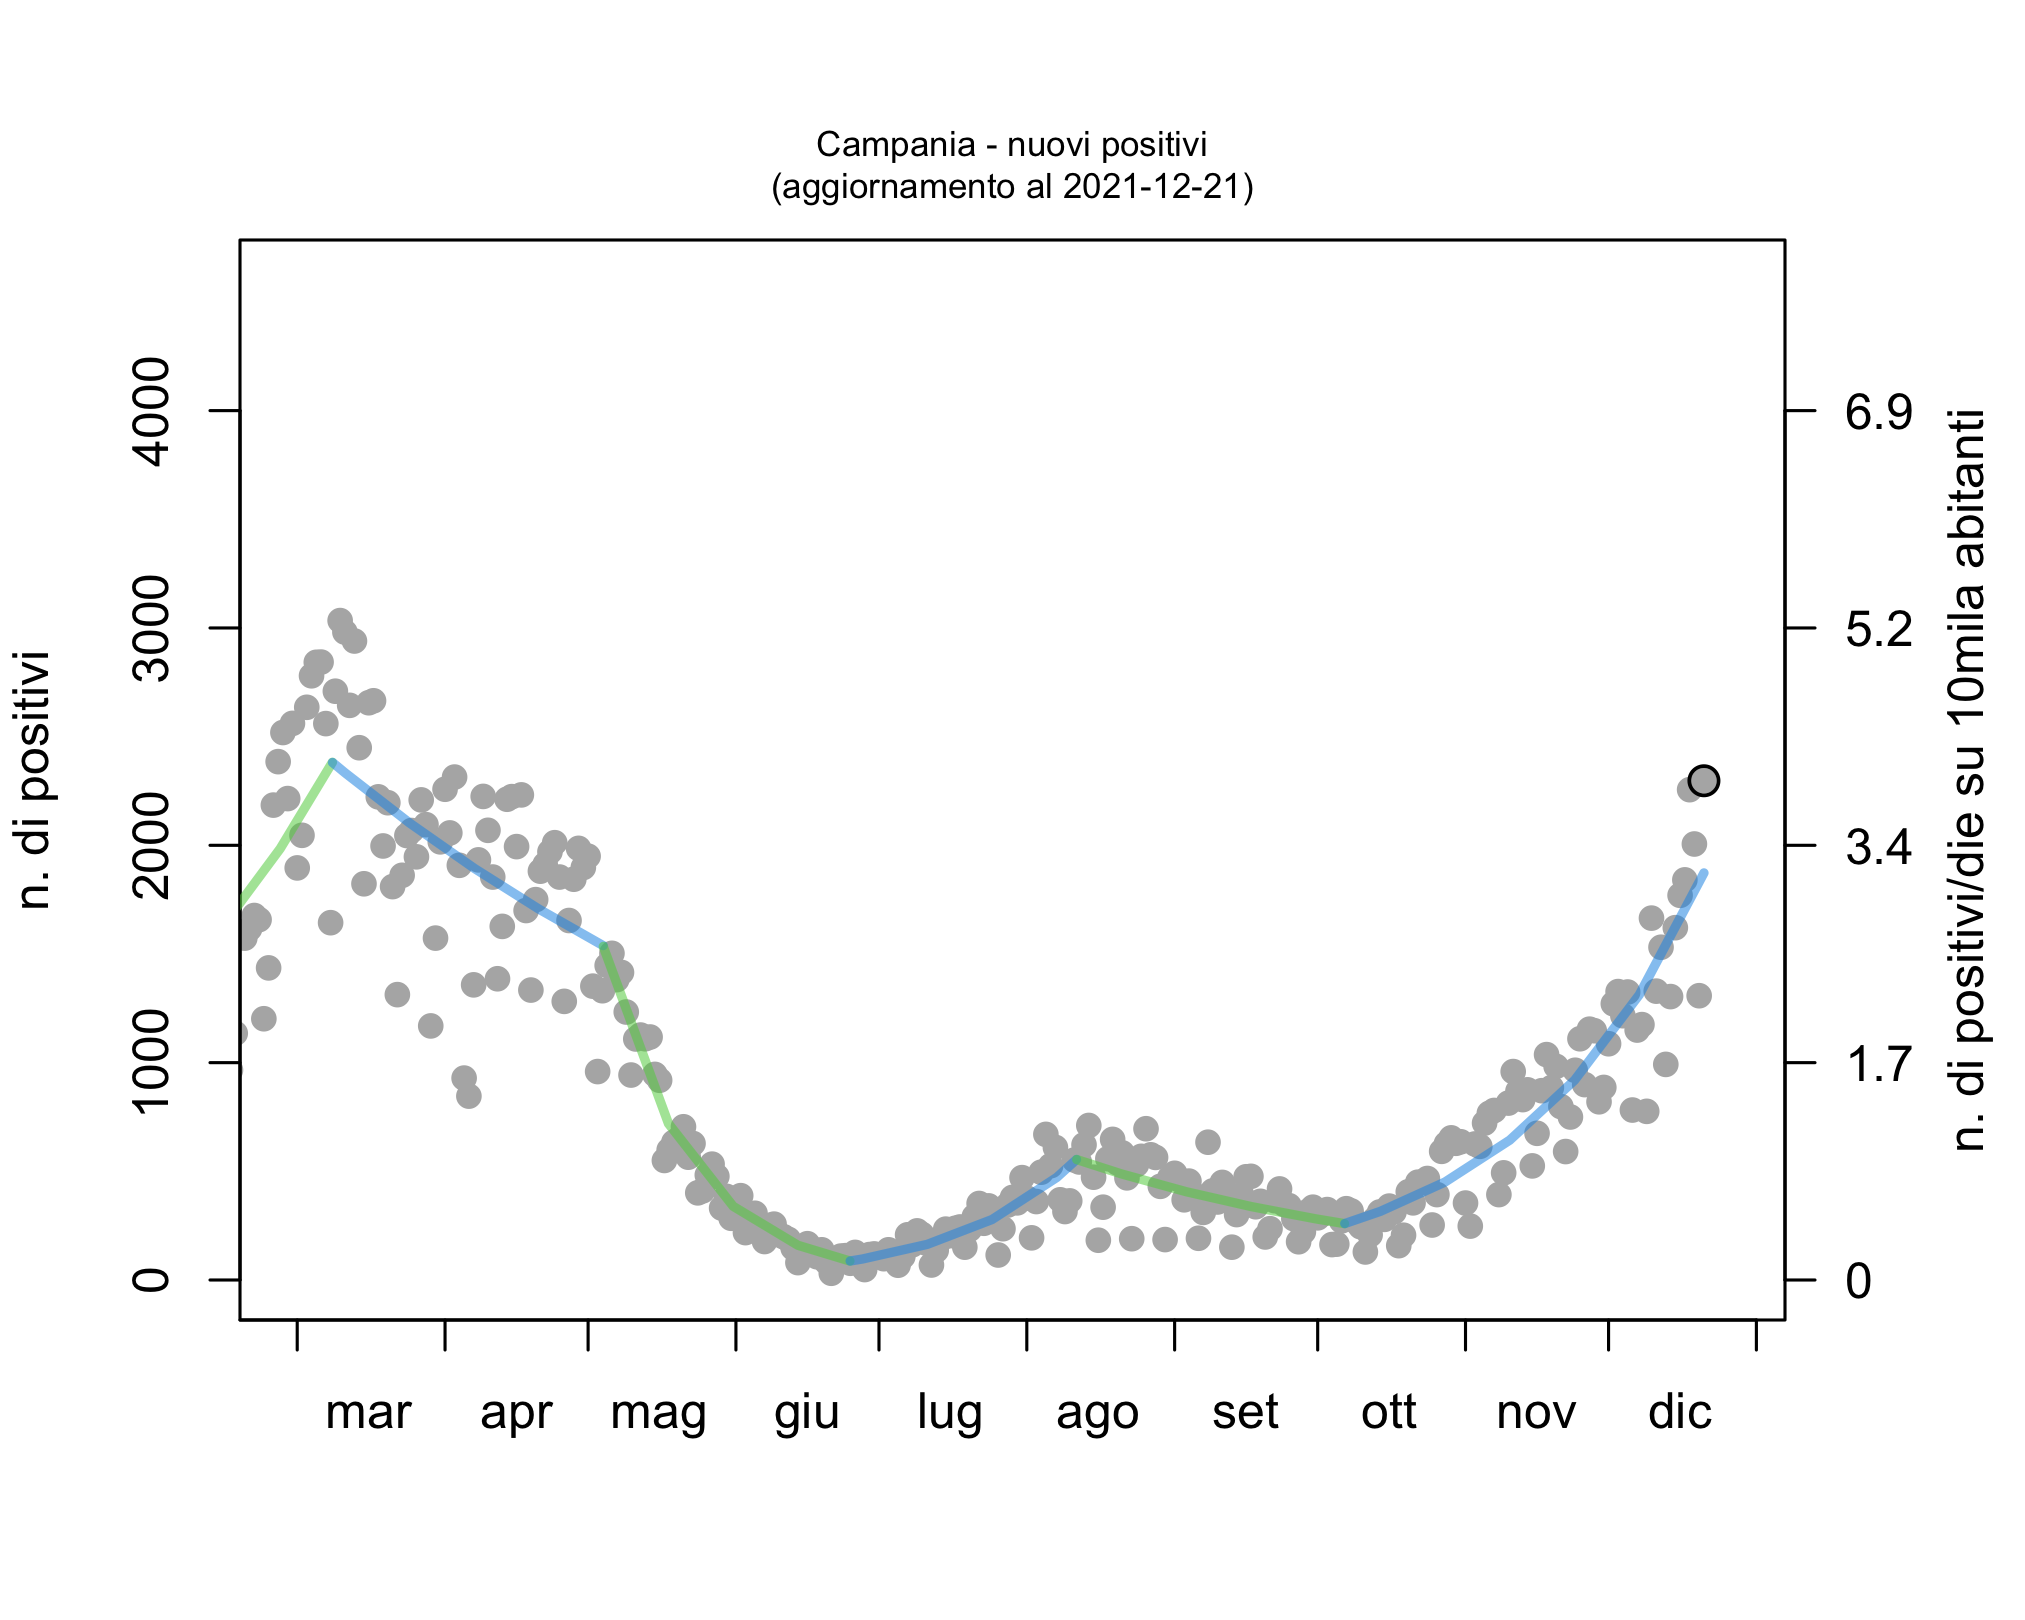 Campania - nuovi positivi
(aggiornamento al 2021-12-21)
n. di positivi
4000
3000
2000
1000
0
6.9
5.2
3.4
1.7
0
n. di positivi/die su 10mila abitanti
mar apr mag giu lug ago set ott nov dic